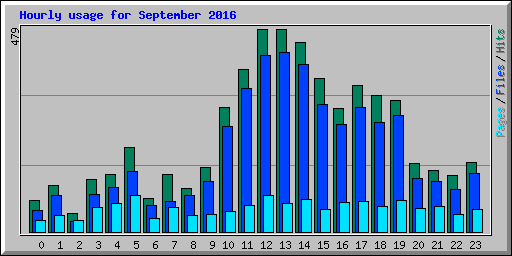 Hourly usage for September 2016
479
Pages/Files/Hits
0 1 2 3 4 5 6 7 8 9 10 11 12 13 14 15 16 17 18 19 20 21 22 23